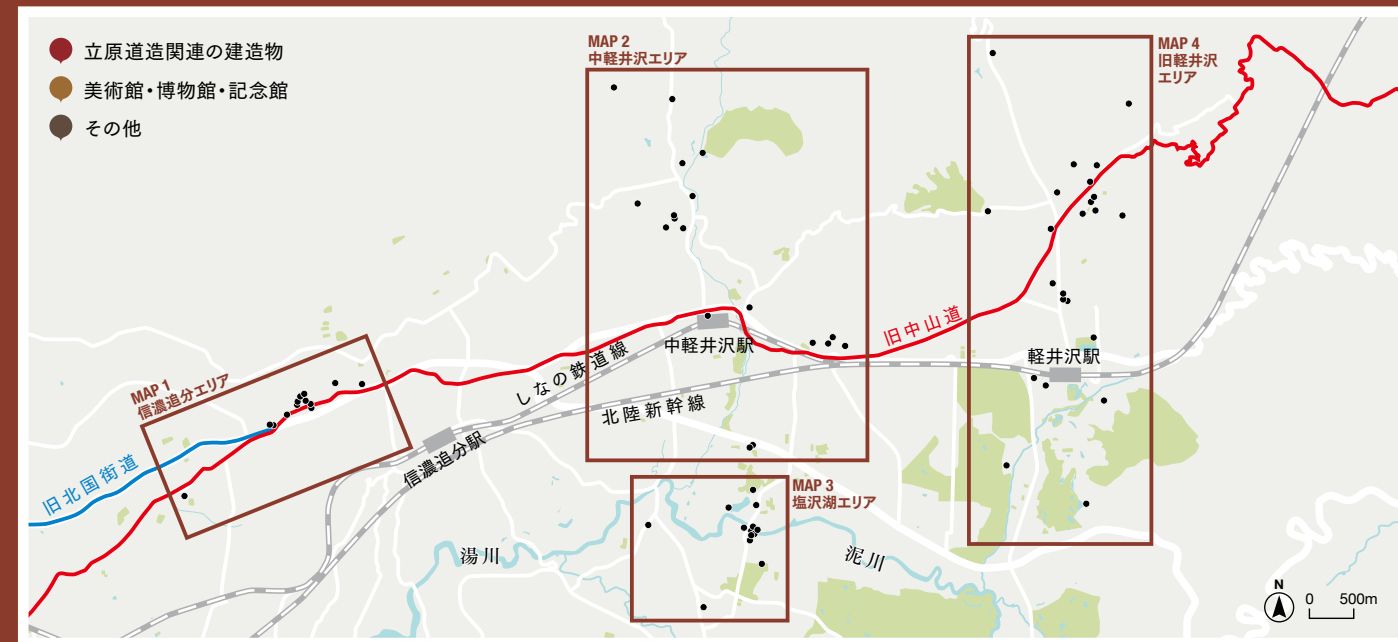 立原道造関連の建造物
美術館・博物館・記念館
その他
MAP 2
中軽井沢エリア
MAP 4
旧軽井沢
エリア
MAP 1
信濃追分エリア
旧中山道
中軽井沢駅
軽井沢駅
しなの鉄道線
北陸新幹線
旧北国街道
信濃追分駅
MAP 3
塩沢湖エリア
湯川
泥川
N
0 500m